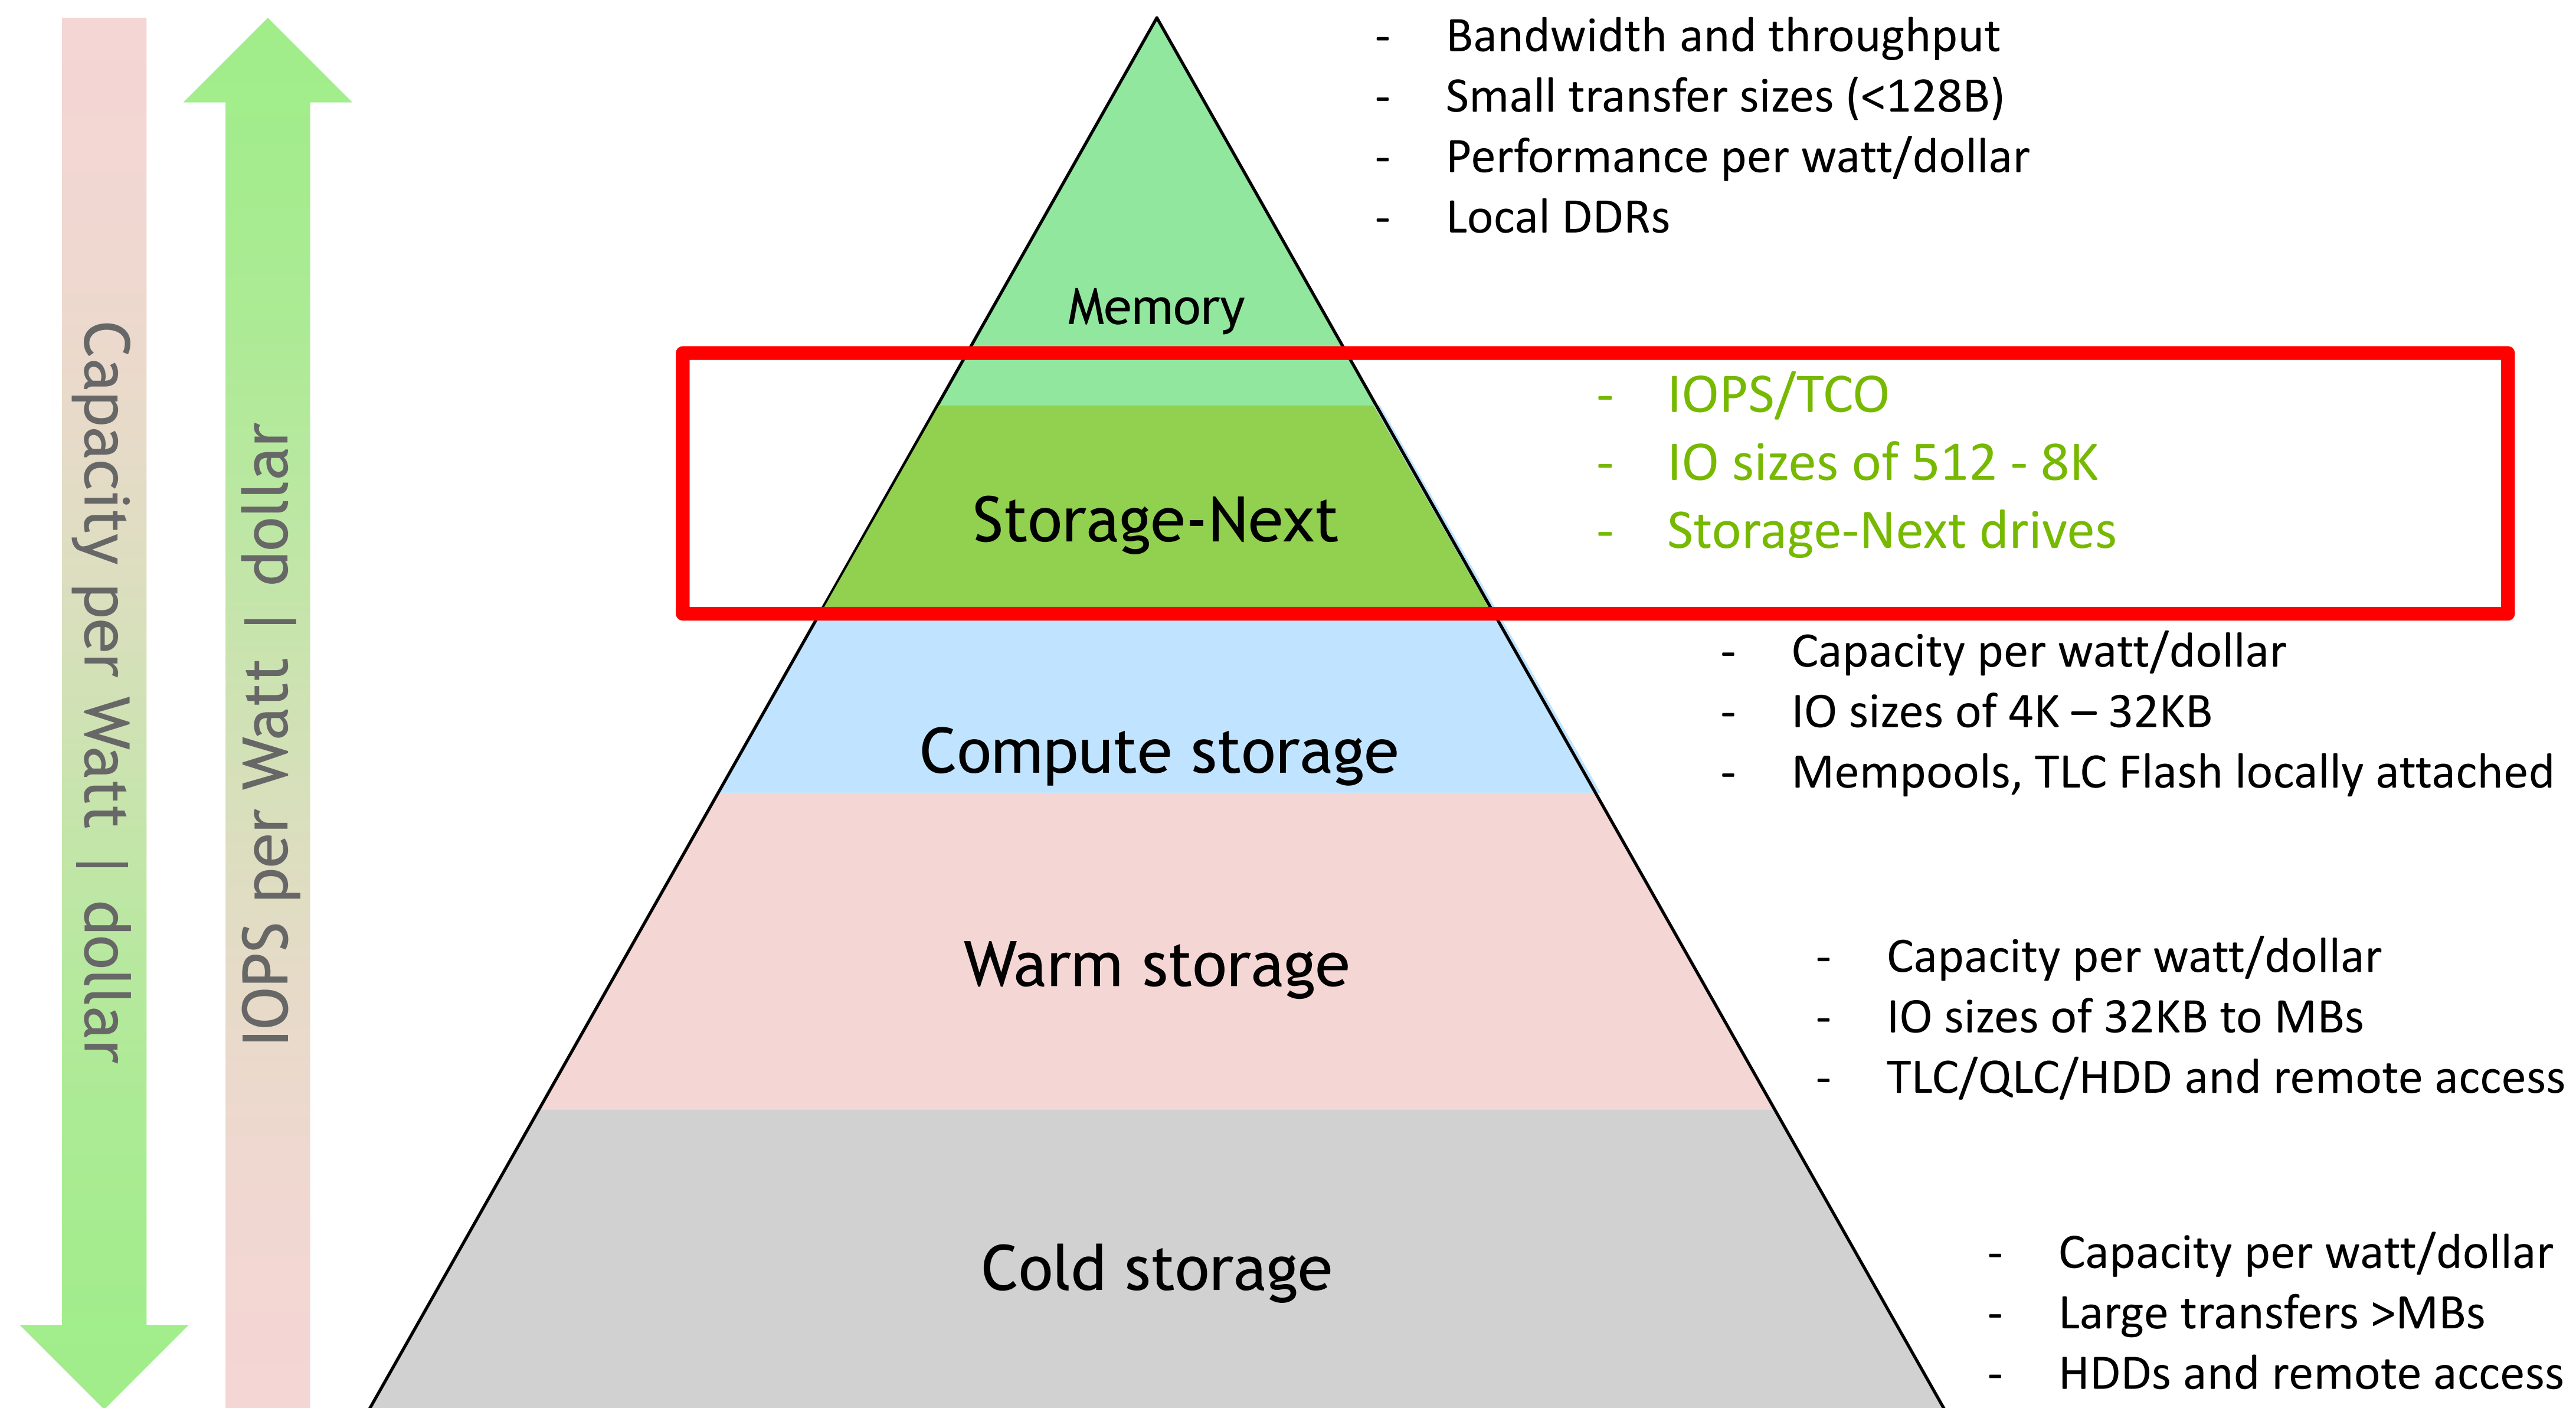 Capacity per Watt | dollar
IOPS per Watt | dollar
- Bandwidth and throughput
- Small transfer sizes (<128B)
- Performance per watt/dollar
- Local DDRs
Memory
- IOPS/TCO
- IO sizes of 512 - 8K
- Storage-Next drives
Storage-Next
- Capacity per watt/dollar
- IO sizes of 4K – 32KB
- Mempools, TLC Flash locally attached
Compute storage
- Capacity per watt/dollar
- IO sizes of 32KB to MBs
- TLC/QLC/HDD and remote access
Warm storage
- Capacity per watt/dollar
- Large transfers >MBs
- HDDs and remote access
Cold storage